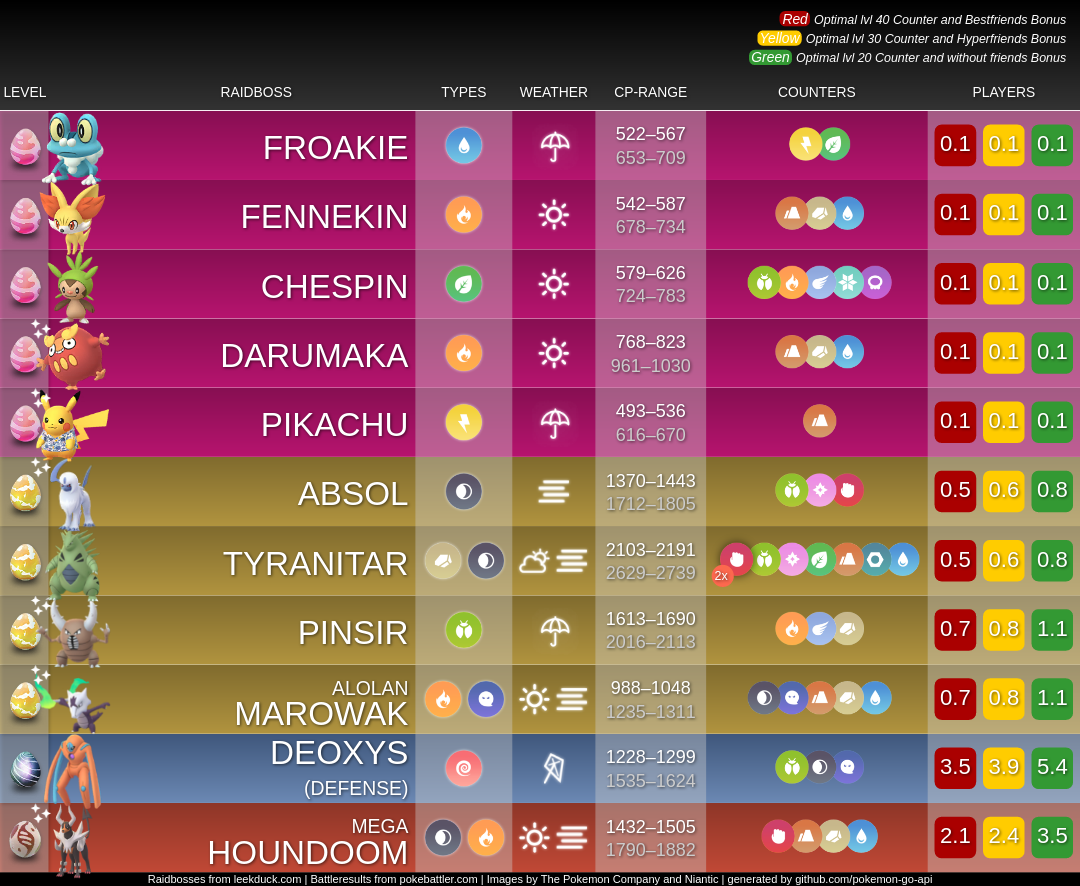 Red Optimal lvl 40 Counter and Bestfriends Bonus
Yellow Optimal lvl 30 Counter and Hyperfriends Bonus
Green Optimal lvl 20 Counter and without friends Bonus
LEVEL RAIDBOSS TYPES WEATHER CP-RANGE COUNTERS PLAYERS
FROAKIE 522–567 0.1 0.1 0.1
653–709
FENNEKIN 542–587 0.1 0.1 0.1
678–734
CHESPIN 579–626 0.1 0.1 0.1
724–783
DARUMAKA 768–823 0.1 0.1 0.1
961–1030
PIKACHU 493–536 0.1 0.1 0.1
616–670
ABSOL 1370–1443 0.5 0.6 0.8
1712–1805
TYRANITAR 2103–2191 0.5 0.6 0.8
2629–2739 2x
PINSIR 1613–1690 0.7 0.8 1.1
2016–2113
ALOLAN 988–1048 0.7 0.8 1.1
MAROWAK 1235–1311
DEOXYS 1228–1299 3.5 3.9 5.4
(DEFENSE) 1535–1624
MEGA 1432–1505 2.1 2.4 3.5
HOUNDOOM 1790–1882
Raidbosses from leekduck.com | Battleresults from pokebattler.com | Images by The Pokemon Company and Niantic | generated by github.com/pokemon-go-api